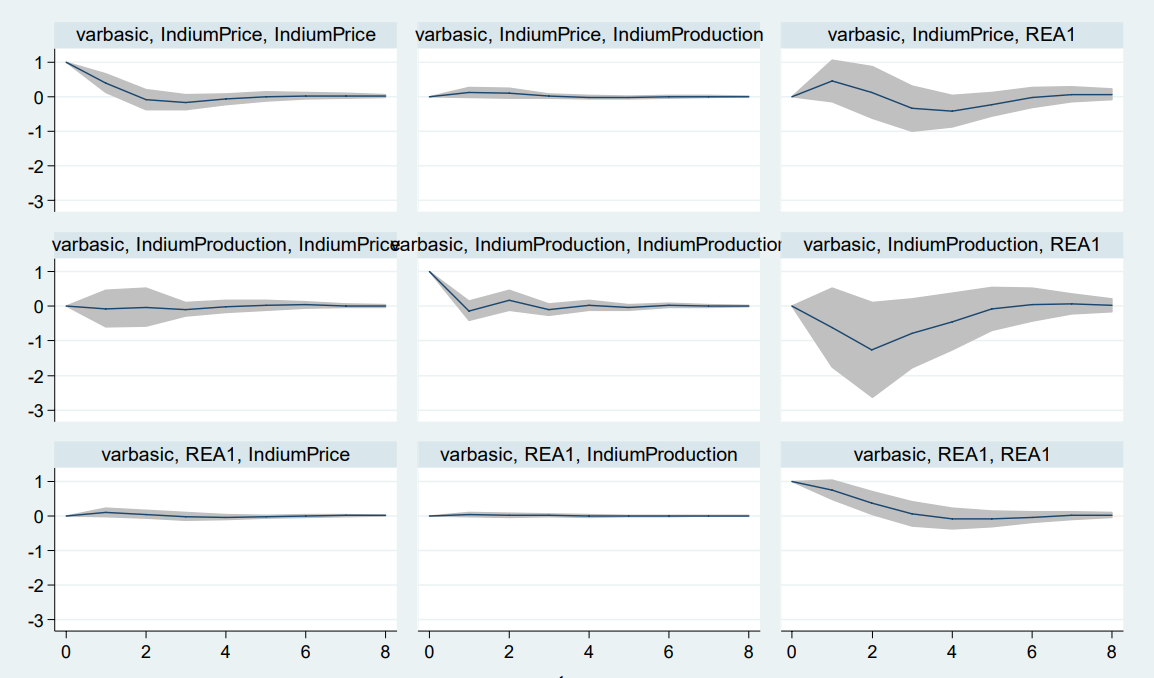 varbasic, IndiumPrice, IndiumPrice
varbasic, IndiumPrice, IndiumProduction
varbasic, IndiumPrice, REA1
1
0
-1
-2
-3
varbasic, IndiumProduction, IndiumPrice
varbasic, IndiumProduction, IndiumProduction
varbasic, IndiumProduction, REA1
1
0
-1
-2
-3
varbasic, REA1, IndiumPrice
varbasic, REA1, IndiumProduction
varbasic, REA1, REA1
1
0
-1
-2
-3
0 2 4 6 8
0 2 4 6 8
0 2 4 6 8